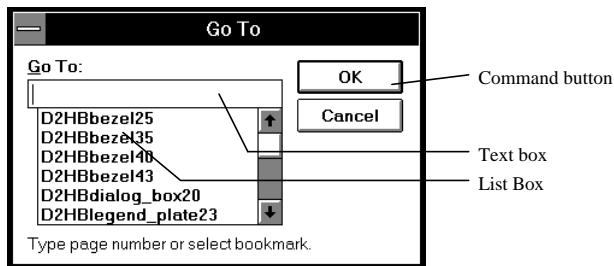 Go To
Go To:
OK
Command button
D2HBbezel25
Cancel
D2HBbezel35
D2HBbezel40
Text box
D2HBbezel43
List Box
D2HBdialog_box20
D2HBlegend_plate23
Type page number or select bookmark.